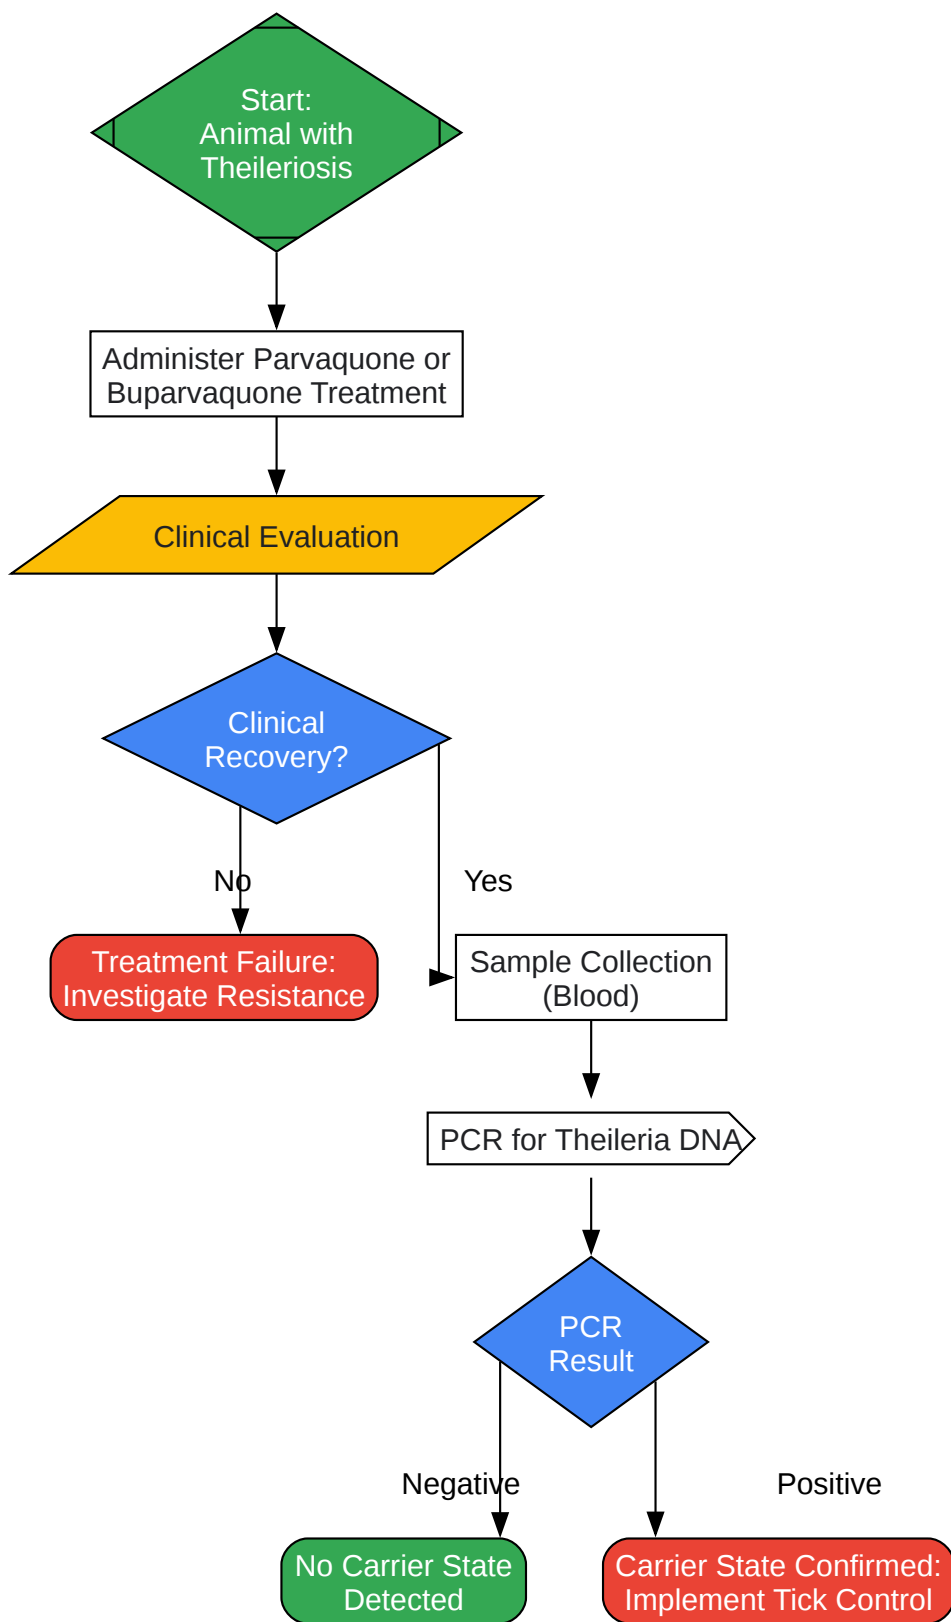 Start:
Animal with
Theileriosis
Administer Parvaquone or
Buparvaquone Treatment
Clinical Evaluation
Clinical
Recovery?
No
Yes
Treatment Failure:
Investigate Resistance
Sample Collection
(Blood)
PCR for Theileria DNA
PCR
Result
Negative
Positive
No Carrier State
Detected
Carrier State Confirmed:
Implement Tick Control